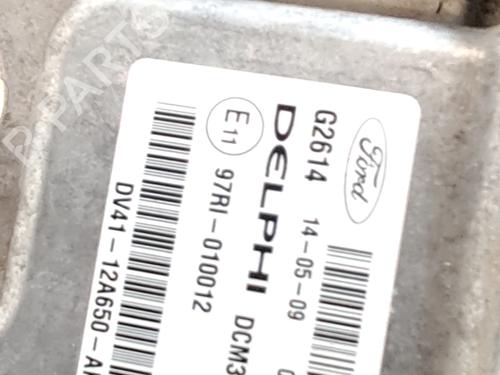 Ford
G2614 14-05-09
DELPHI DCM3
E11 97RI-010012
DV41-12A650-A
B-PARTS